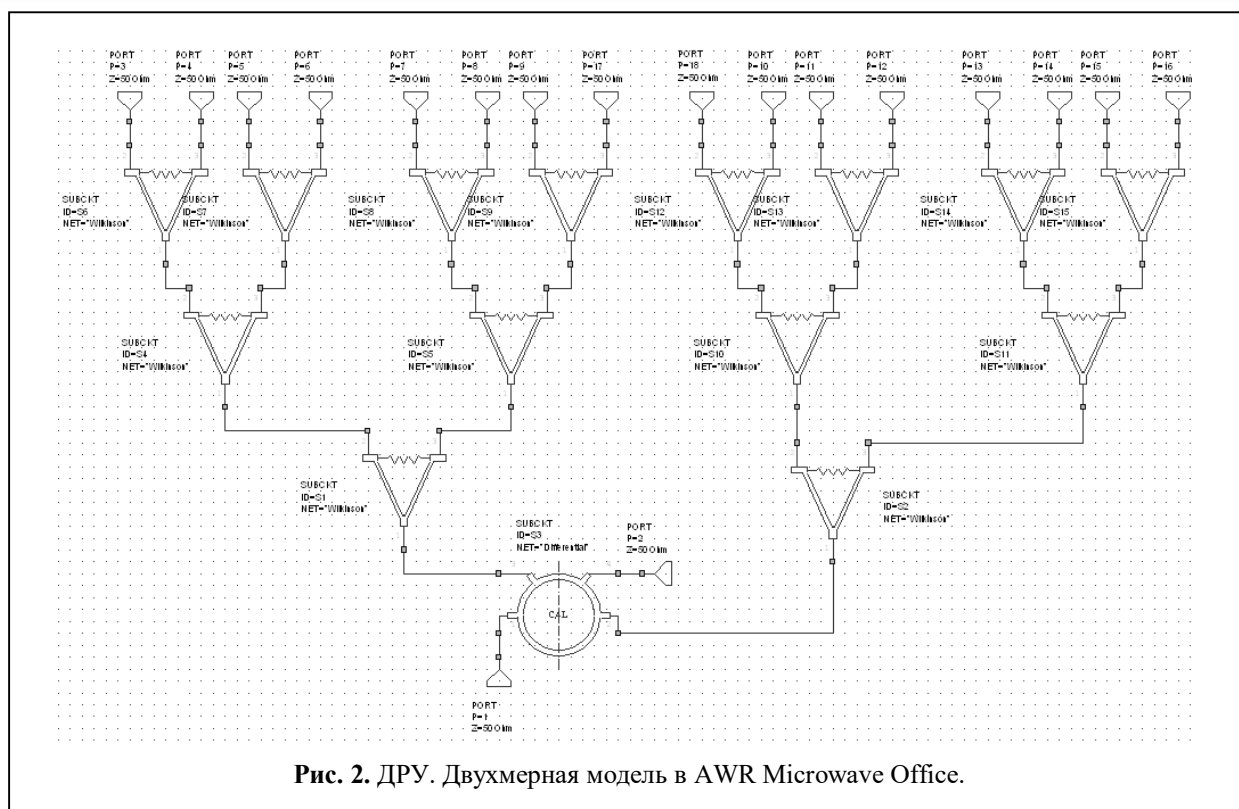 PORT
P=3
Z=50 Ohm
PORT
P=4
Z=50 Ohm
PORT
P=5
Z=50 Ohm
PORT
P=6
Z=50 Ohm
PORT
P=7
Z=50 Ohm
PORT
P=8
Z=50 Ohm
PORT
P=9
Z=50 Ohm
PORT
P=17
Z=50 Ohm
PORT
P=18
Z=50 Ohm
PORT
P=10
Z=50 Ohm
PORT
P=11
Z=50 Ohm
PORT
P=12
Z=50 Ohm
PORT
P=13
Z=50 Ohm
PORT
P=14
Z=50 Ohm
PORT
P=15
Z=50 Ohm
PORT
P=16
Z=50 Ohm
SUBCKT
ID=S6
NET="Wilkinson"
SUBCKT
ID=S7
NET="Wilkinson"
SUBCKT
ID=S8
NET="Wilkinson"
SUBCKT
ID=S9
NET="Wilkinson"
SUBCKT
ID=S12
NET="Wilkinson"
SUBCKT
ID=S13
NET="Wilkinson"
SUBCKT
ID=S14
NET="Wilkinson"
SUBCKT
ID=S15
NET="Wilkinson"
SUBCKT
ID=S4
NET="Wilkinson"
SUBCKT
ID=S5
NET="Wilkinson"
SUBCKT
ID=S10
NET="Wilkinson"
SUBCKT
ID=S11
NET="Wilkinson"
SUBCKT
ID=S1
NET="Wilkinson"
SUBCKT
ID=S2
NET="Wilkinson"
SUBCKT
ID=S3
NET="Differential"
PORT
P=2
Z=50 Ohm
CAL
PORT
P=1
Z=50 Ohm
Рис. 2. ДРУ. Двухмерная модель в AWR Microwave Office.